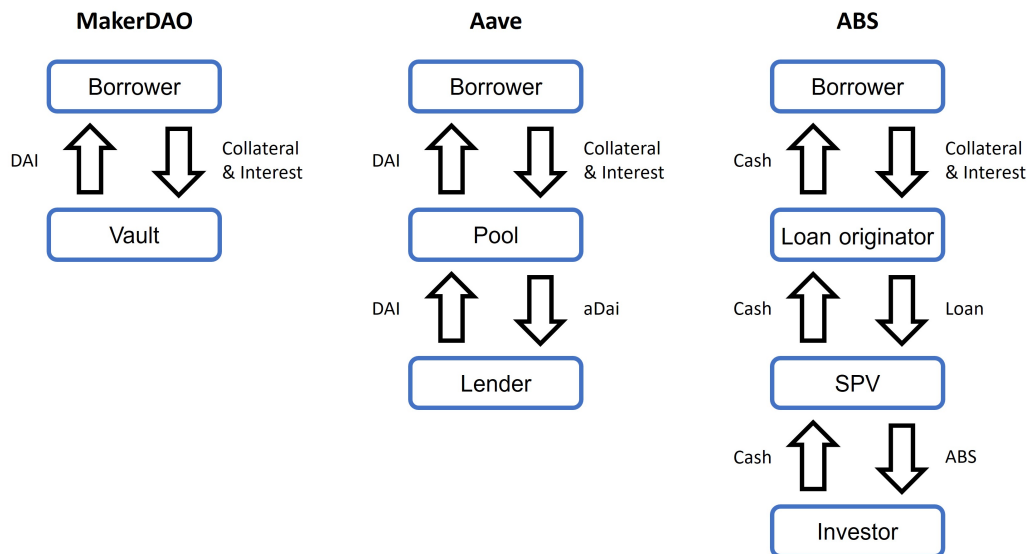 MakerDAO
Borrower
DAI
Collateral
& Interest
Vault
Aave
Borrower
DAI
Collateral
& Interest
Pool
DAI
aDai
Lender
ABS
Borrower
Cash
Collateral
& Interest
Loan originator
Cash
Loan
SPV
Cash
ABS
Investor